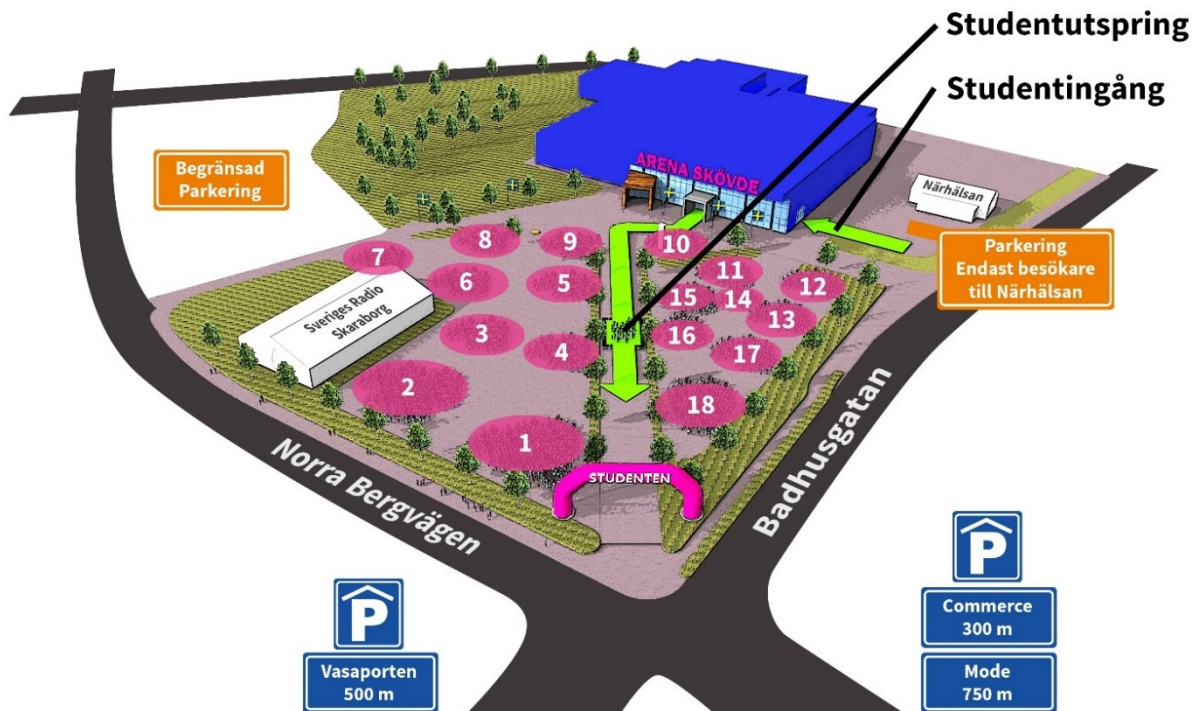 Studentutspring
Studentingång
Begränsad
Parkering
ARENA SKÖVDE
Närhälsan
Parkering
Endast besökare
till Närhälsan
7
8
9
10
6
5
11
12
15
14
13
3
4
16
17
2
18
1
Sveriges Radio
Skaraborg
STUDENTEN
Norra Bergvägen
Badhusgatan
P
Vasaporten
500 m
P
Commerce
300 m
Mode
750 m